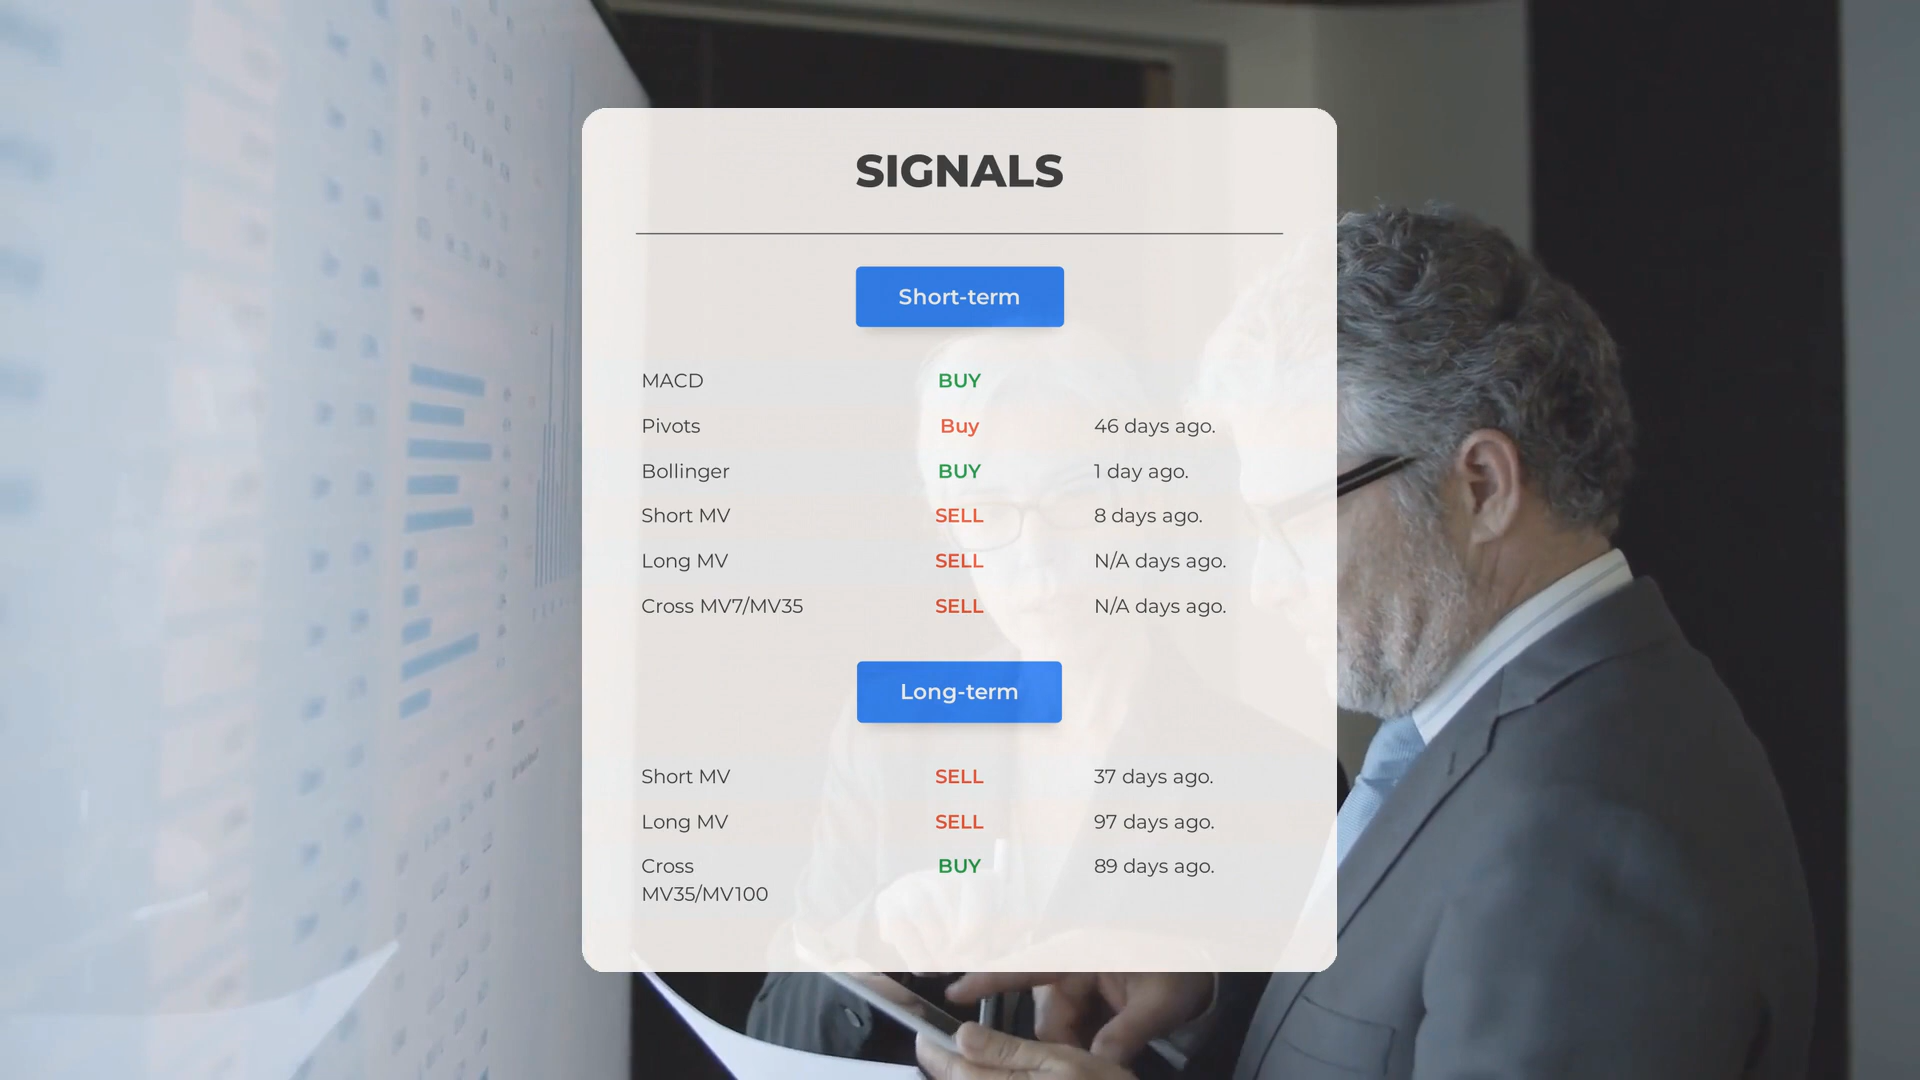 SIGNALS
Short-term
MACD BUY
Pivots Buy 46 days ago.
Bollinger BUY 1 day ago.
Short MV SELL 8 days ago.
Long MV SELL N/A days ago.
Cross MV7/MV35 SELL N/A days ago.
Long-term
Short MV SELL 37 days ago.
Long MV SELL 97 days ago.
Cross BUY 89 days ago.
MV35/MV100